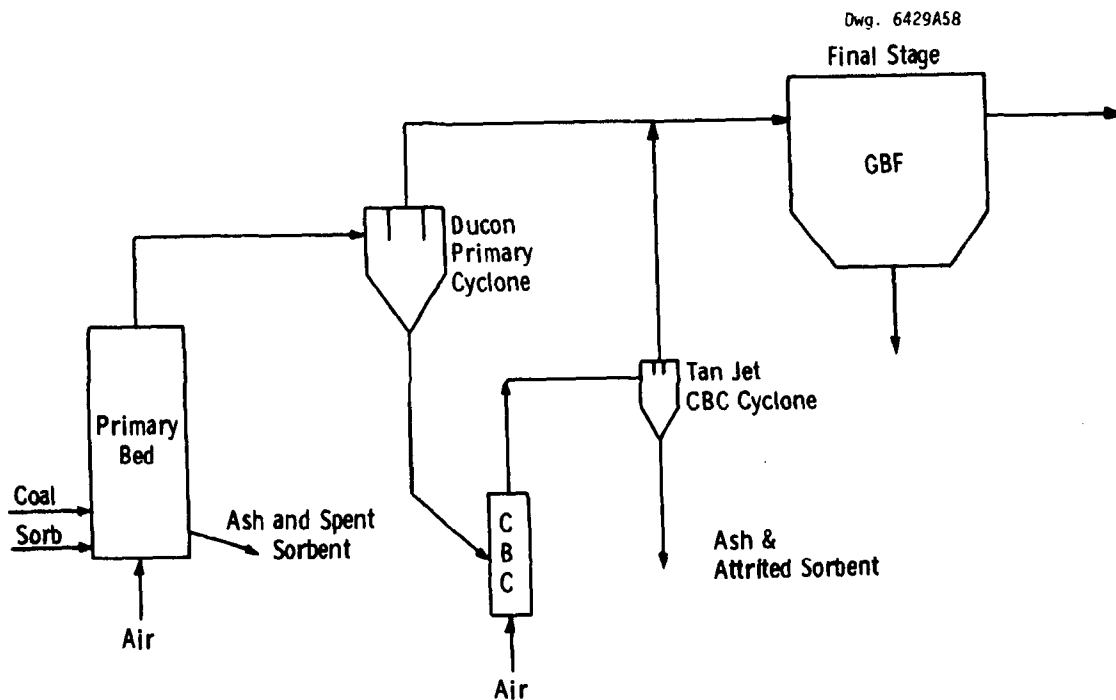 Dwg. 6429A58
Final Stage
GBF
Ducon
Primary
Cyclone
Tan Jet
CBC Cyclone
Primary
Bed
Coal
Sorb
Ash and Spent
Sorbent
C
B
C
Ash &
Attrited Sorbent
Air
Air